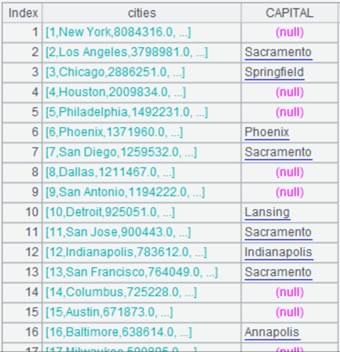 Index cities CAPITAL
1 [1,New York,8084316.0, ...] (null)
2 [2,Los Angeles,3798981.0, ...] Sacramento
3 [3,Chicago,2886251.0, ...] Springfield
4 [4,Houston,2009834.0, ...] (null)
5 [5,Philadelphia,1492231.0, ...] (null)
6 [6,Phoenix,1371960.0, ...] Phoenix
7 [7,San Diego,1259532.0, ...] Sacramento
8 [8,Dallas,1211467.0, ...] (null)
9 [9,San Antonio,1194222.0, ...] (null)
10 [10,Detroit,925051.0, ...] Lansing
11 [11,San Jose,900443.0, ...] Sacramento
12 [12,Indianapolis,783612.0, ...] Indianapolis
13 [13,San Francisco,764049.0, ...] Sacramento
14 [14,Columbus,725228.0, ...] (null)
15 [15,Austin,671873.0, ...] (null)
16 [16,Baltimore,638614.0, ...] Annapolis
17 [17,Milwaukee,590895.0, ...] (null)